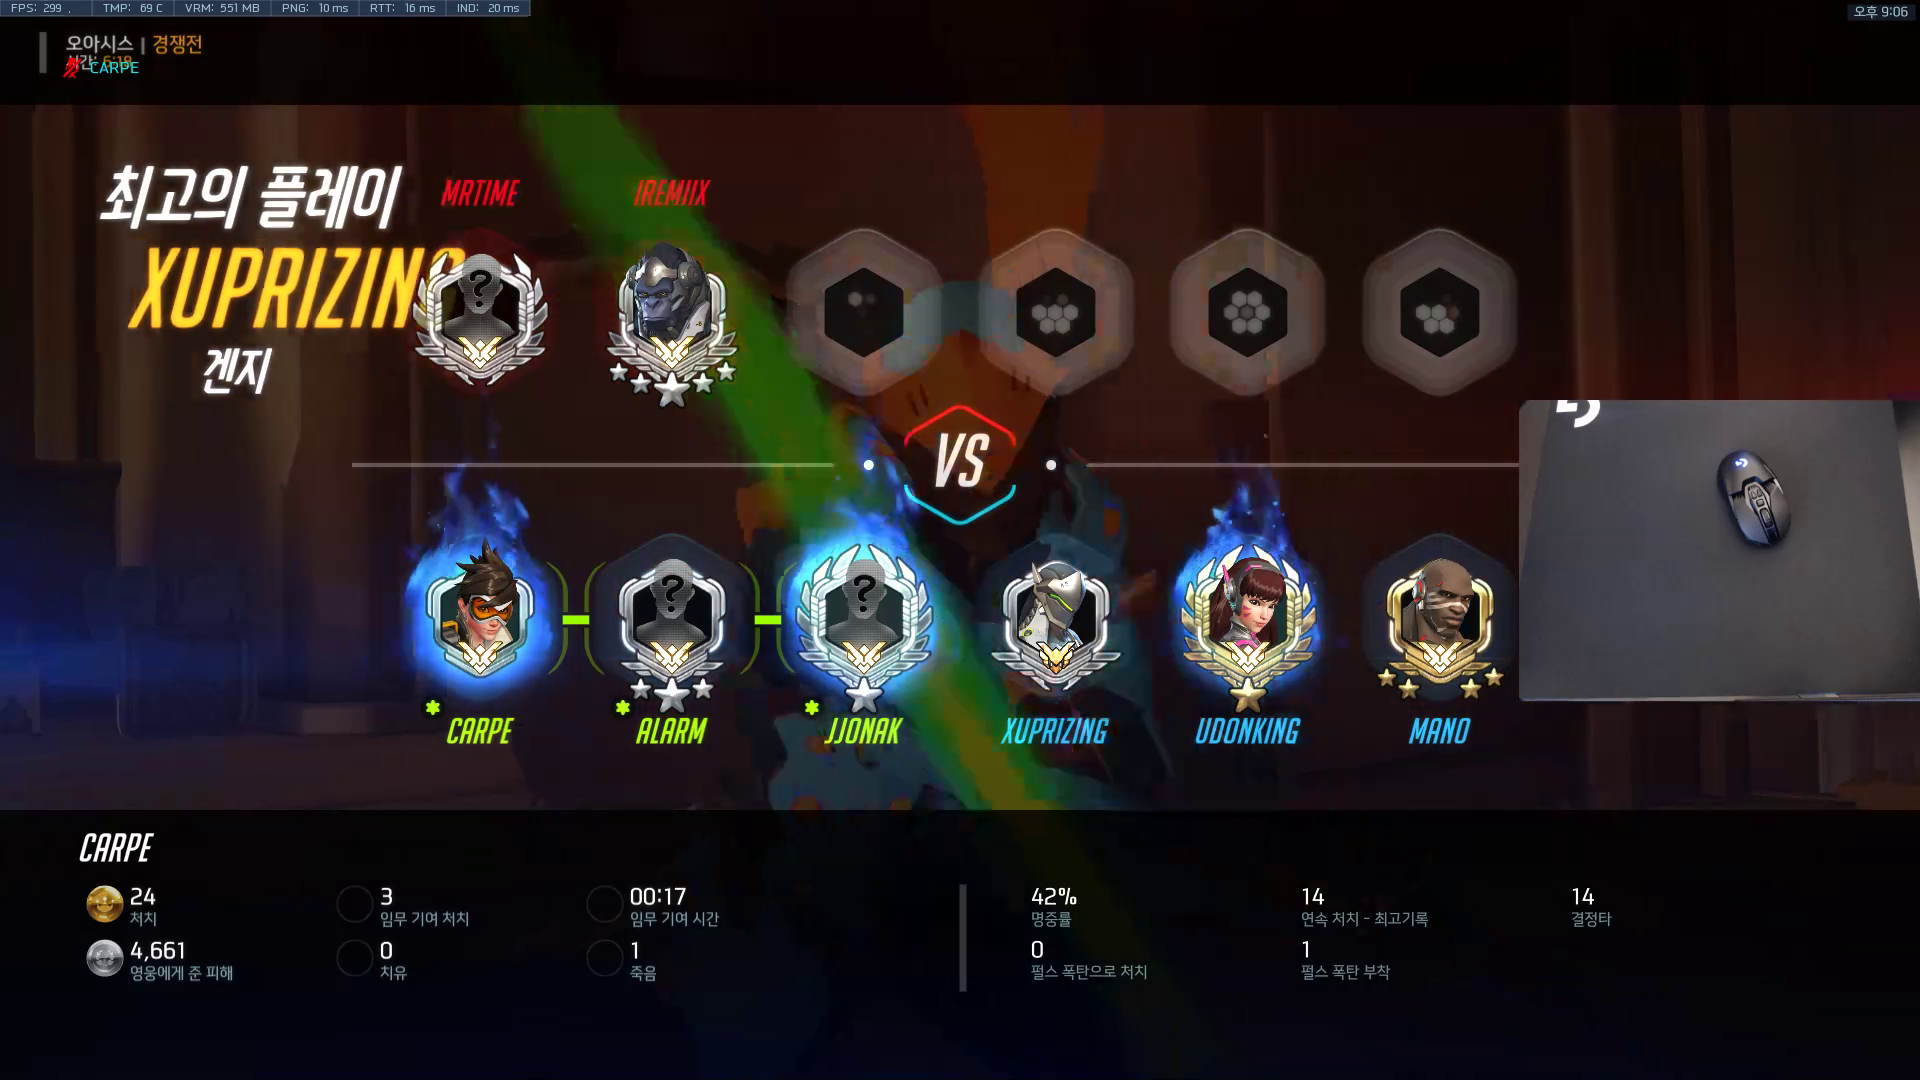 FPS: 299 TMP: 69 C VRM: 551 MB PNG: 10 ms RTT: 16 ms IND: 20 ms
오후 9:06
오아시스 | 경쟁전
시간: 6:18
CARPE
최고의 플레이
XUPRIZING
겐지
MRTIME IREMIIX
VS
* CARPE * ALARM * JJONAK XUPRIZING UDONKING MANO
CARPE
24 3 00:17 42% 14 14
처치 임무 기여 처치 임무 기여 시간 명중률 연속 처치 - 최고기록 결정타
4,661 0 1 0 1
영웅에게 준 피해 치유 죽음 펄스 폭탄으로 처치 펄스 폭탄 부착